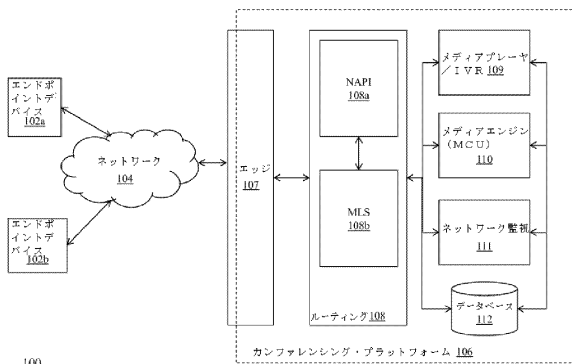 エンドポ
イントデ
バイス
102a
ネットワーク
104
エンドポ
イントデ
バイス
102b
エッジ
107
NAPI
108a
MLS
108b
ルーティング 108
メディアプレーヤ
/IVR 109
メディアエンジン
(MCU) 110
ネットワーク監視
111
データベース
112
カンファレンシング・プラットフォーム 106
100